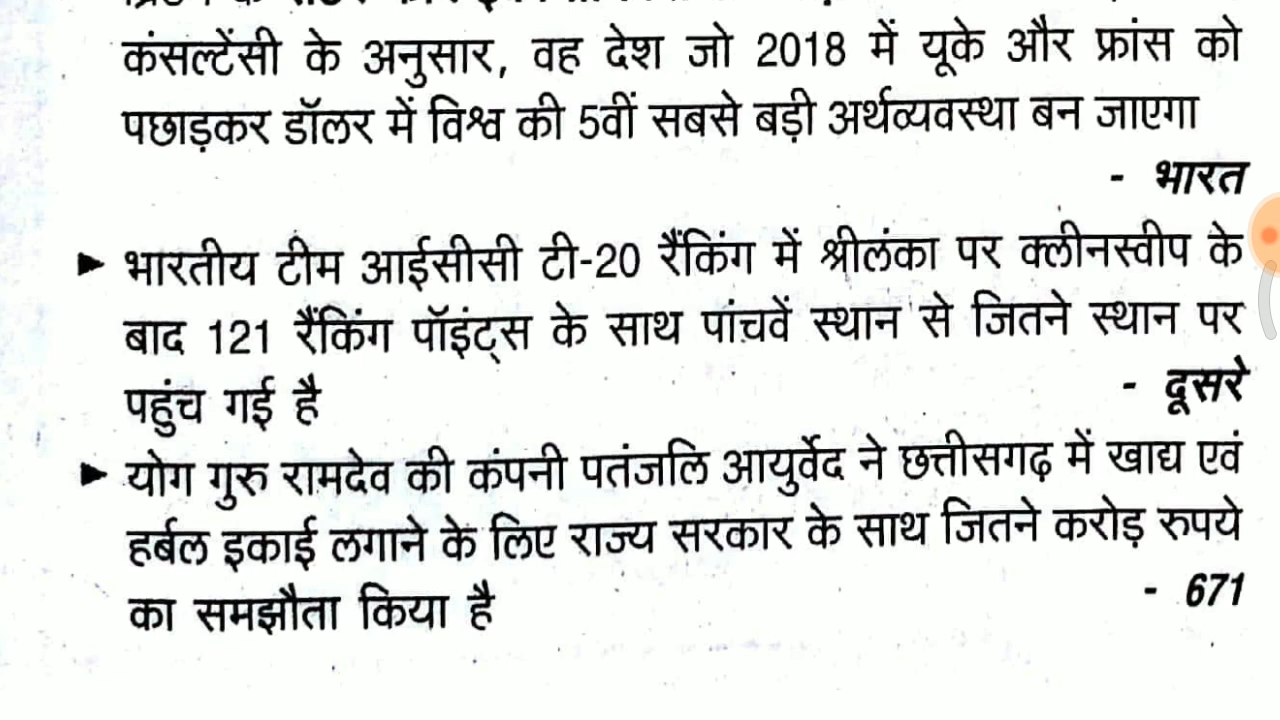 कंसल्टेंसी के अनुसार, वह देश जो 2018 में यूके और फ्रांस को
पछाड़कर डॉलर में विश्व की 5वीं सबसे बड़ी अर्थव्यवस्था बन जाएगा
- भारत
► भारतीय टीम आईसीसी टी-20 रैंकिंग में श्रीलंका पर क्लीनस्वीप के
बाद 121 रैंकिंग पॉइंट्स के साथ पांचवें स्थान से जितने स्थान पर
पहुंच गई है - दूसरे
► योग गुरु रामदेव की कंपनी पतंजलि आयुर्वेद ने छत्तीसगढ़ में खाद्य एवं
हर्बल इकाई लगाने के लिए राज्य सरकार के साथ जितने करोड़ रुपये
का समझौता किया है - 671